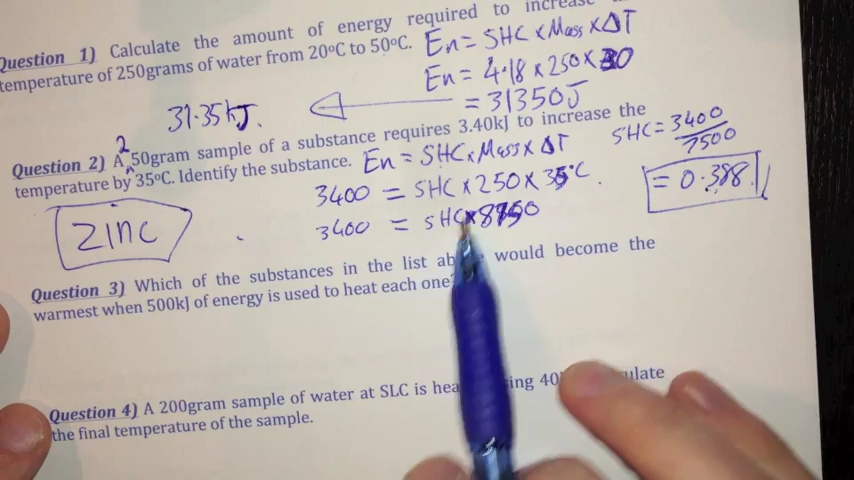 Question 1) Calculate the amount of energy required to increase
temperature of 250grams of water from 20°C to 50°C.
En = SHC x Mass x ΔT
En = 4.18 x 250 x 30
= 31350J
31.35kJ.
Question 2) A 250gram sample of a substance requires 3.40kJ to increase the
temperature by 35°C. Identify the substance.
En = SHC x Mass x ΔT
3400 = SHC x 250 x 35°C
3400 = SHC x 8750
SHC = 3400
= 0.388
Zinc
Question 3) Which of the substances in the list would become the
warmest when 500kJ of energy is used to heat each one?
Question 4) A 200gram sample of water at SLC is
the final temperature of the sample.